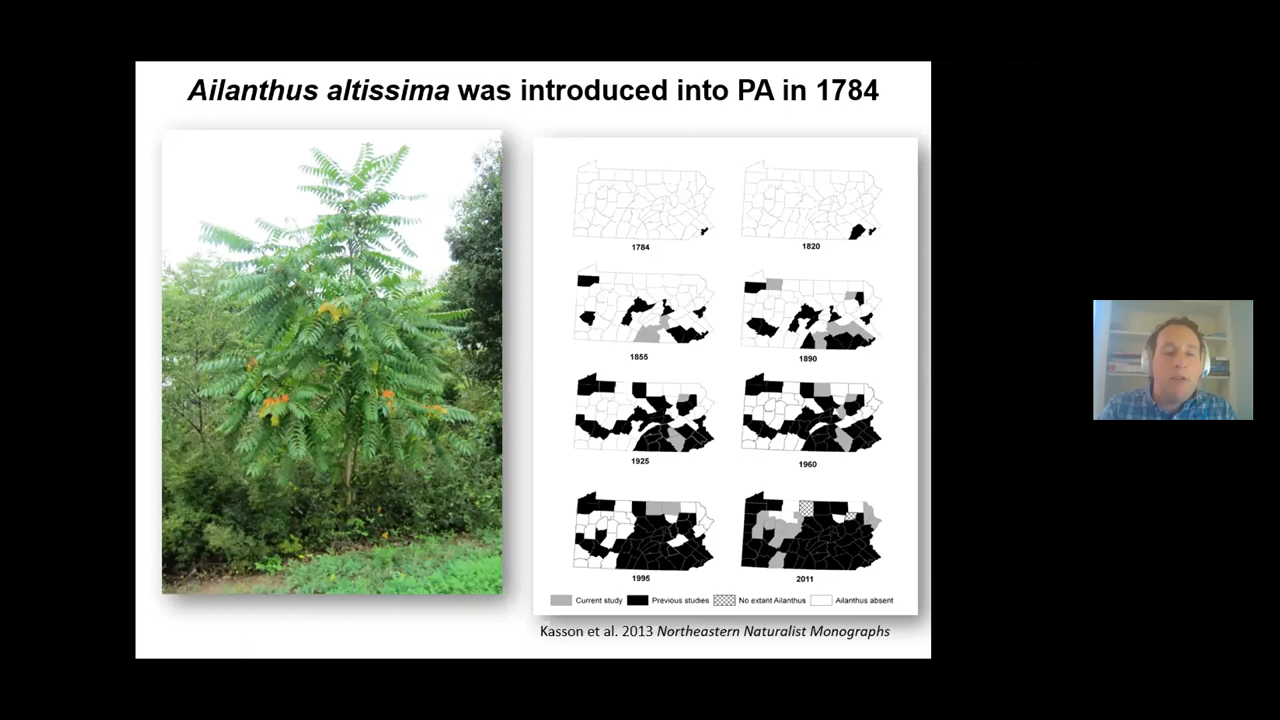 Ailanthus altissima was introduced into PA in 1784
1784
1820
1855
1890
1925
1960
1995
2011
Current study
Previous studies
No extant Ailanthus
Ailanthus absent
Kasson et al. 2013 Northeastern Naturalist Monographs